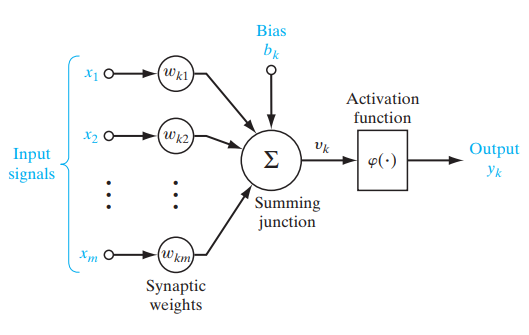 Bias
b_k
x_1
w_k1
Activation
function
x_2
w_k2
Input
signals
Σ
v_k
φ(·)
Output
y_k
Summing
junction
x_m
w_km
Synaptic
weights